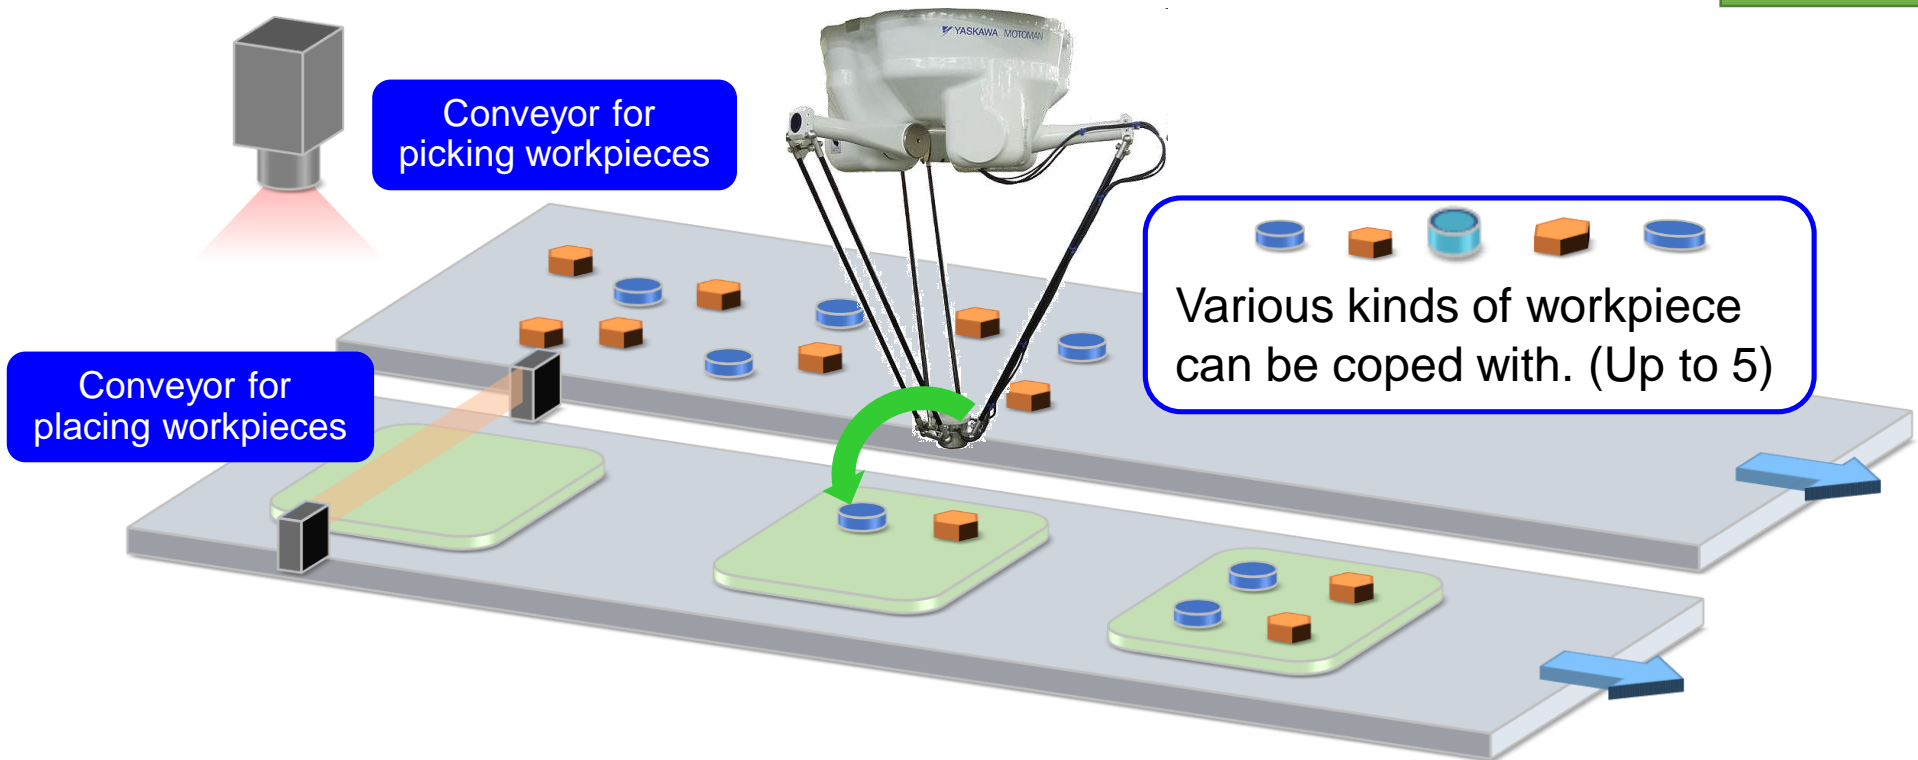 YASKAWA MOTOMAN
Conveyor for
picking workpieces
Various kinds of workpiece
can be coped with. (Up to 5)
Conveyor for
placing workpieces